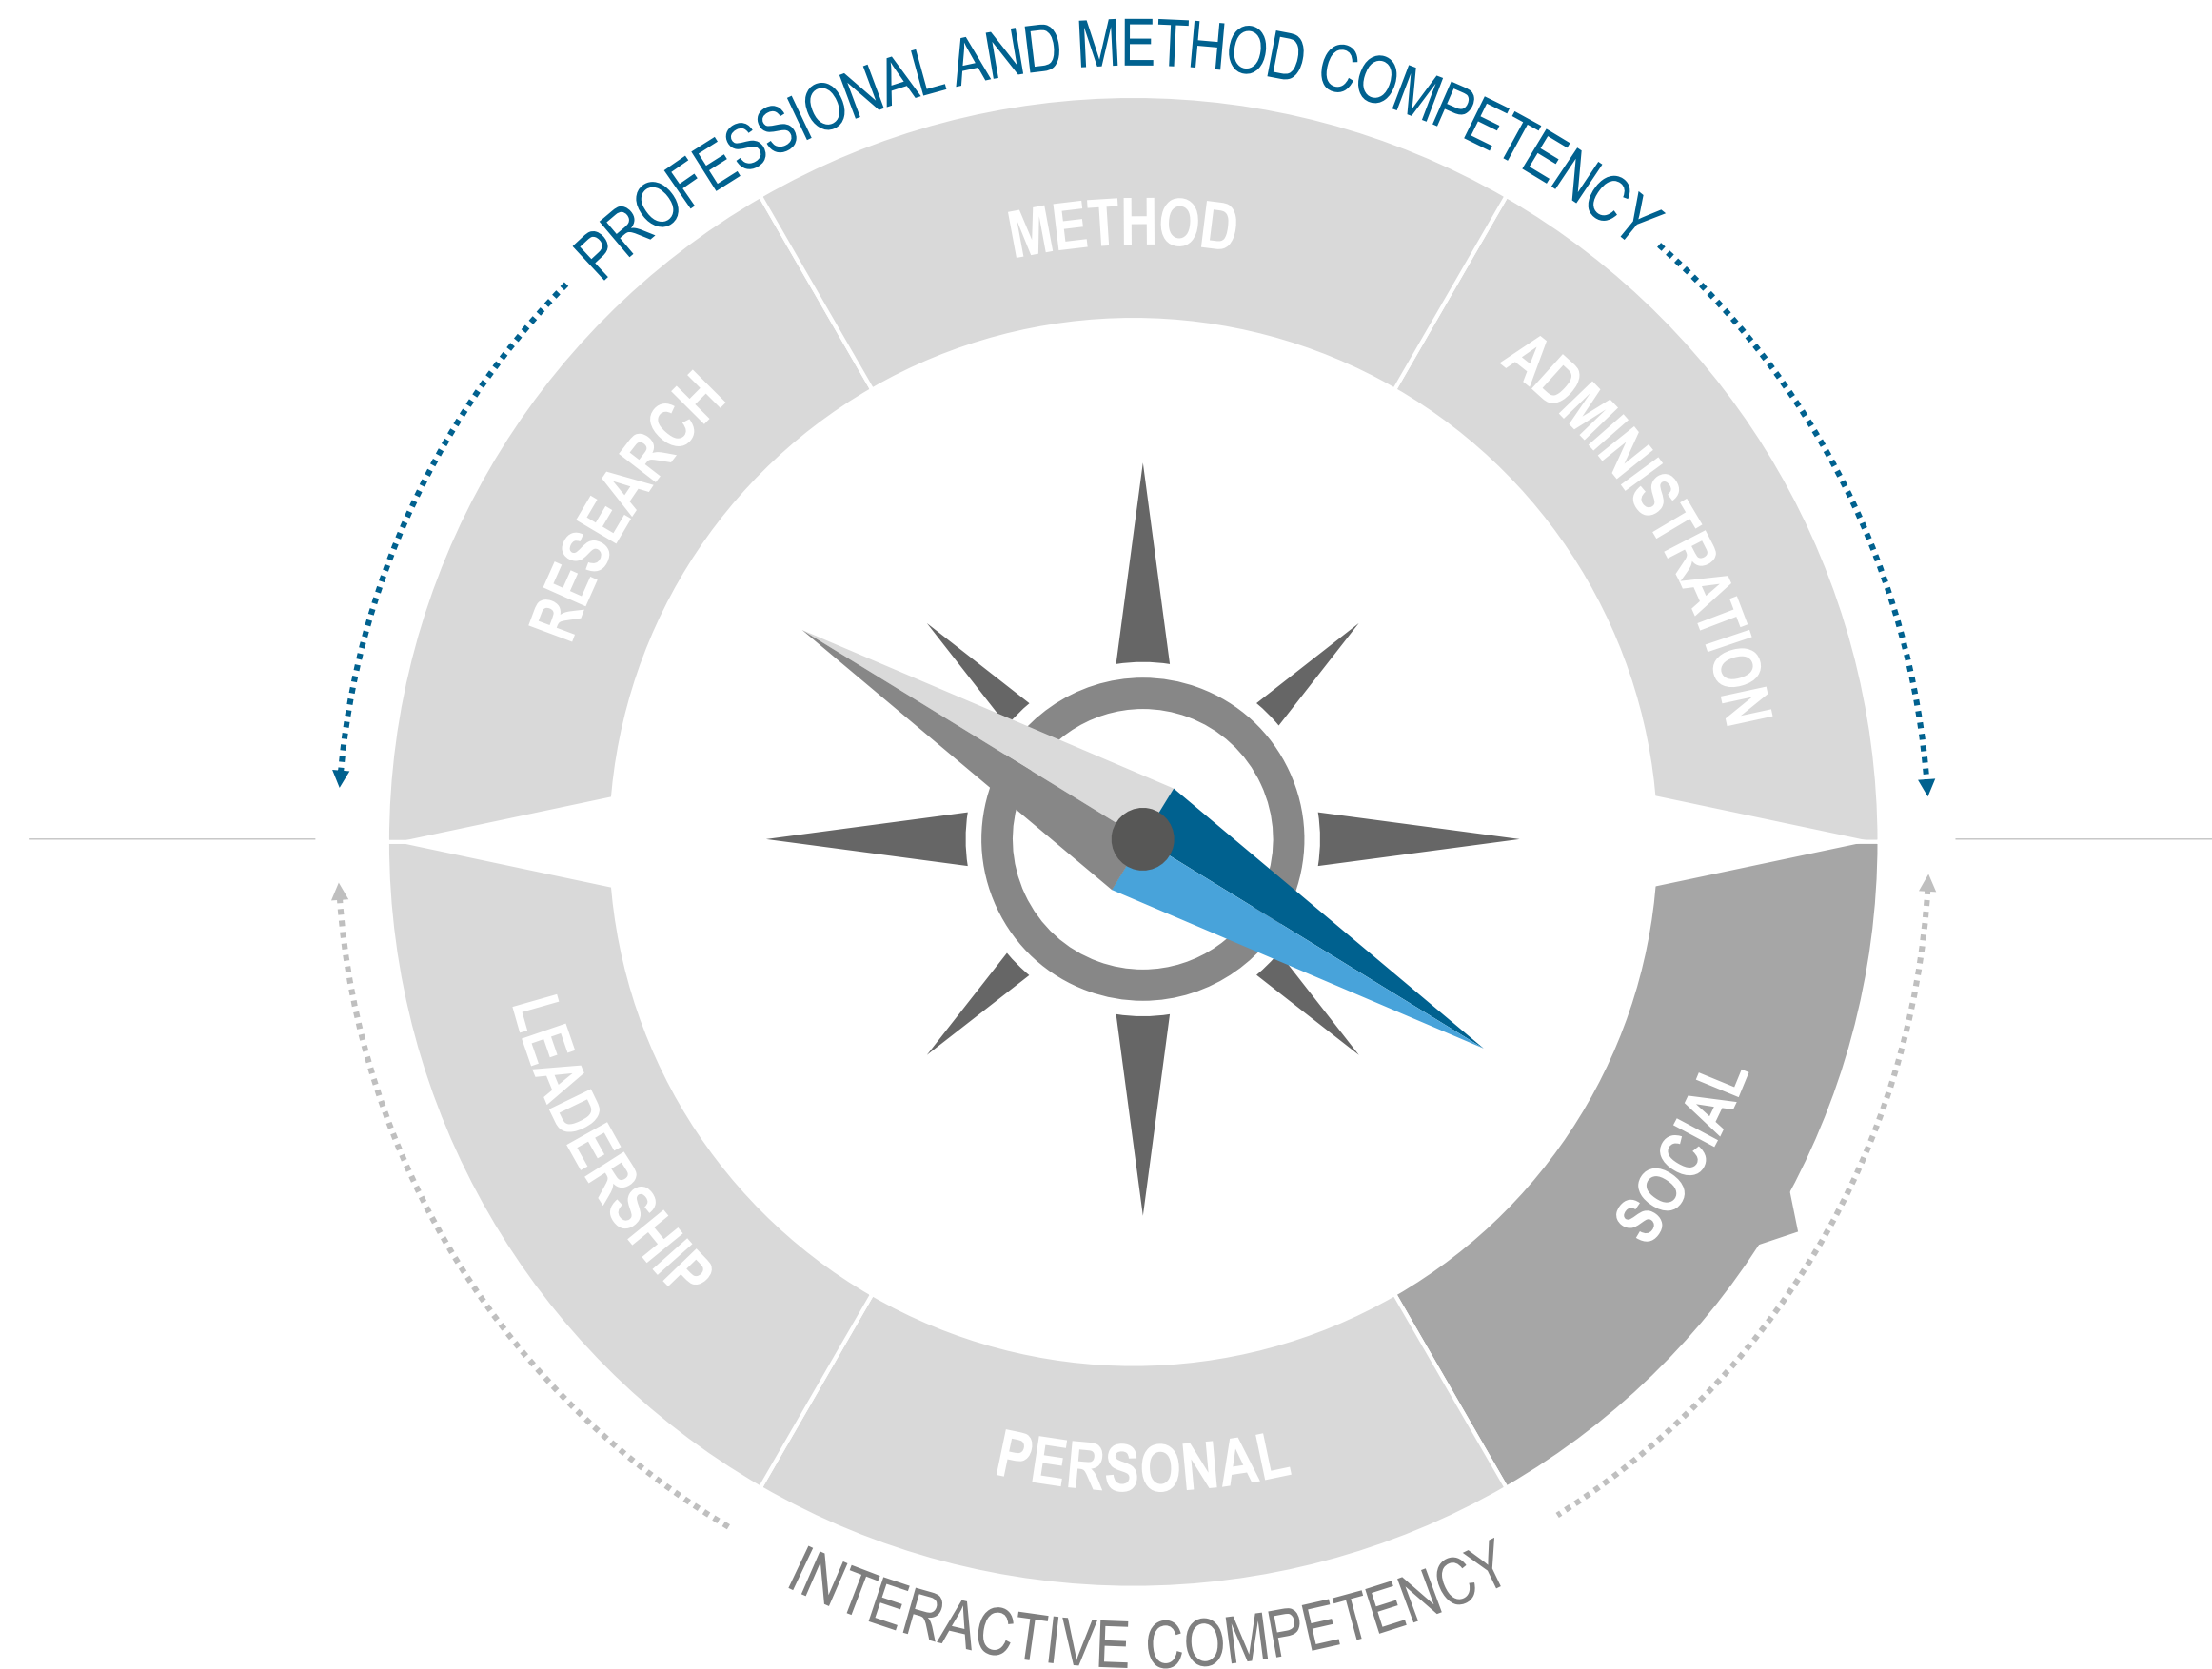 PROFESSIONAL AND METHOD COMPETENCY
METHOD
RESEARCH
ADMINISTRATION
LEADERSHIP
SOCIAL
PERSONAL
INTERACTIVE COMPETENCY